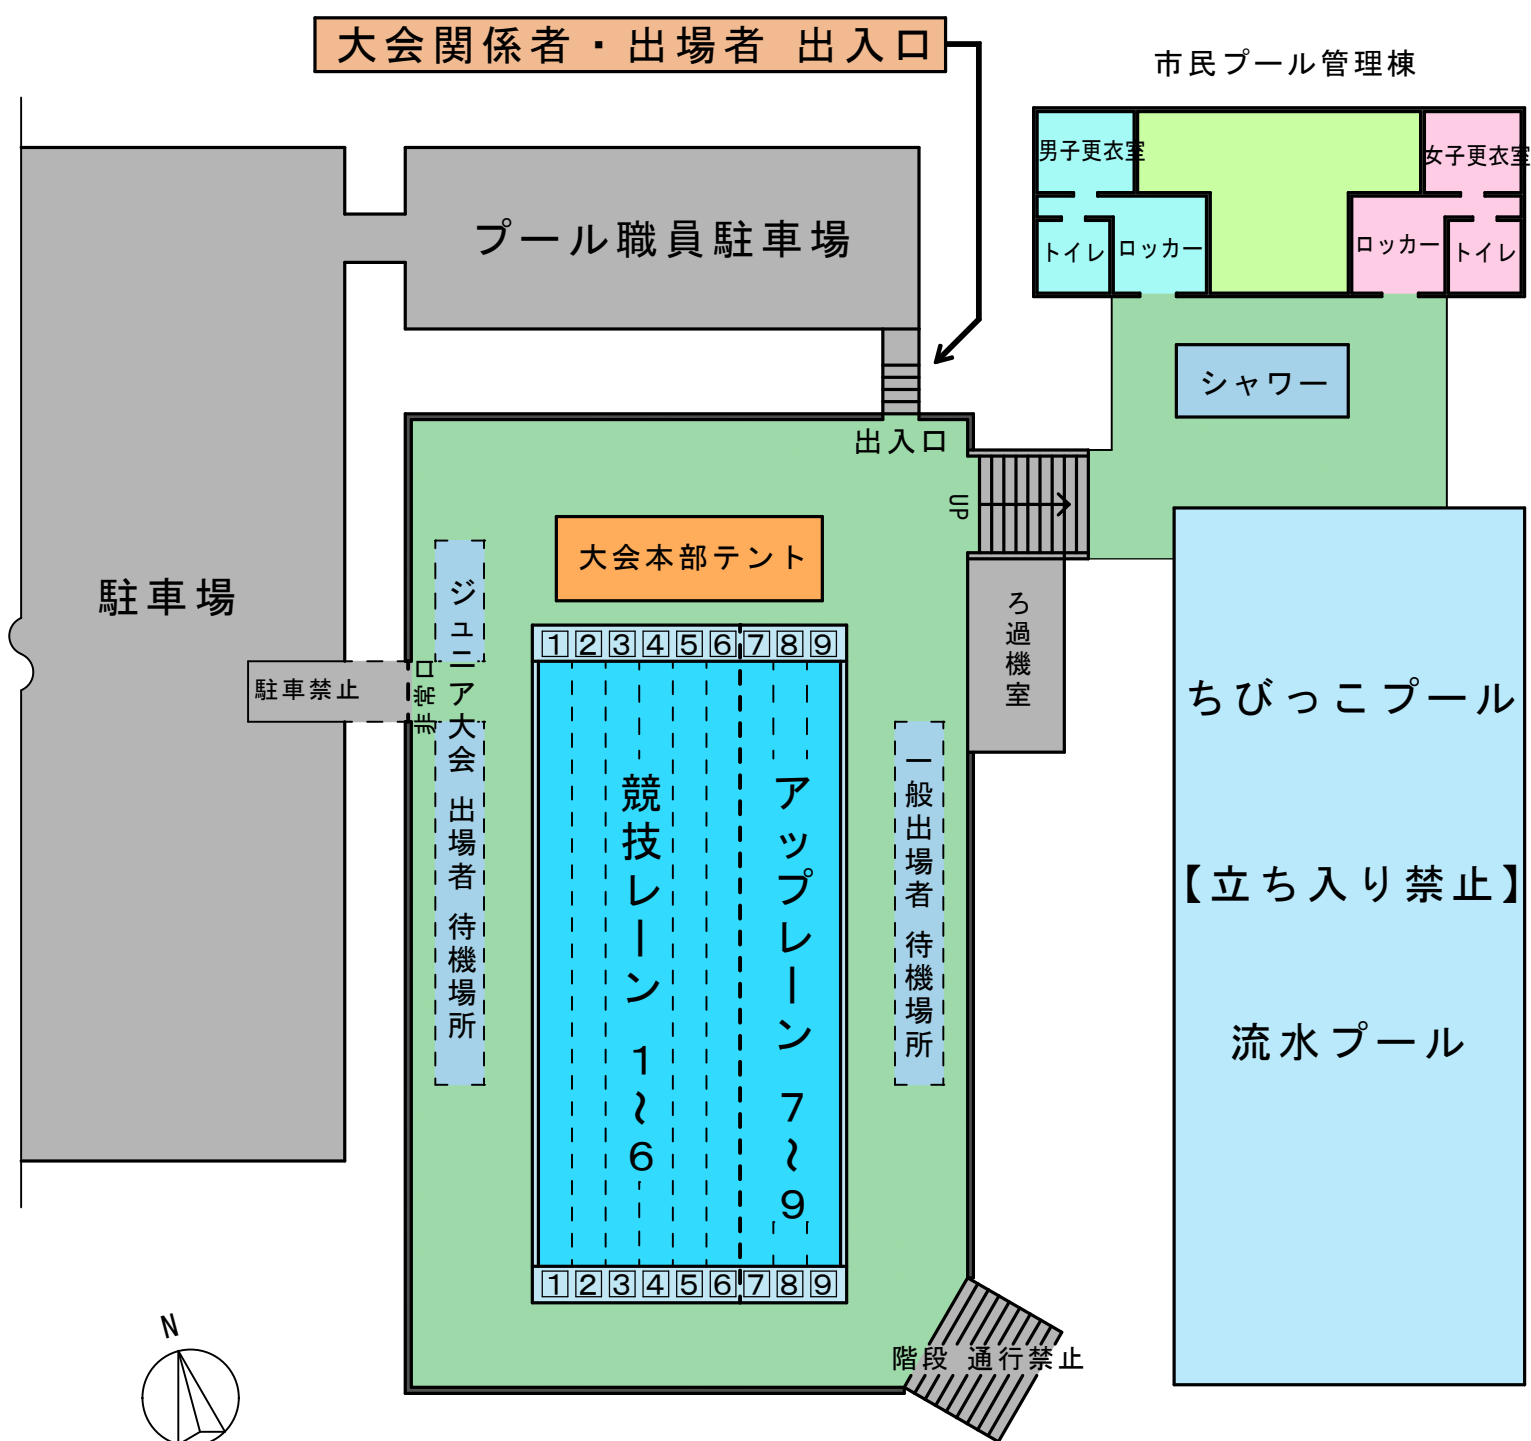 大会関係者・出場者 出入口
市民プール管理棟
男子更衣室
女子更衣室
トイレ
ロッカー
ロッカー
トイレ
プール職員駐車場
シャワー
出入口
UP
大会本部テント
駐車場
ジュニア大会 出場者 待機場所
1 2 3 4 5 6 7 8 9
ろ過機室
駐車禁止
非常口
ちびっこプール
競技レーン 1〜6
アップレーン 7〜9
一般出場者 待機場所
【立ち入り禁止】
流水プール
1 2 3 4 5 6 7 8 9
階段 通行禁止
N